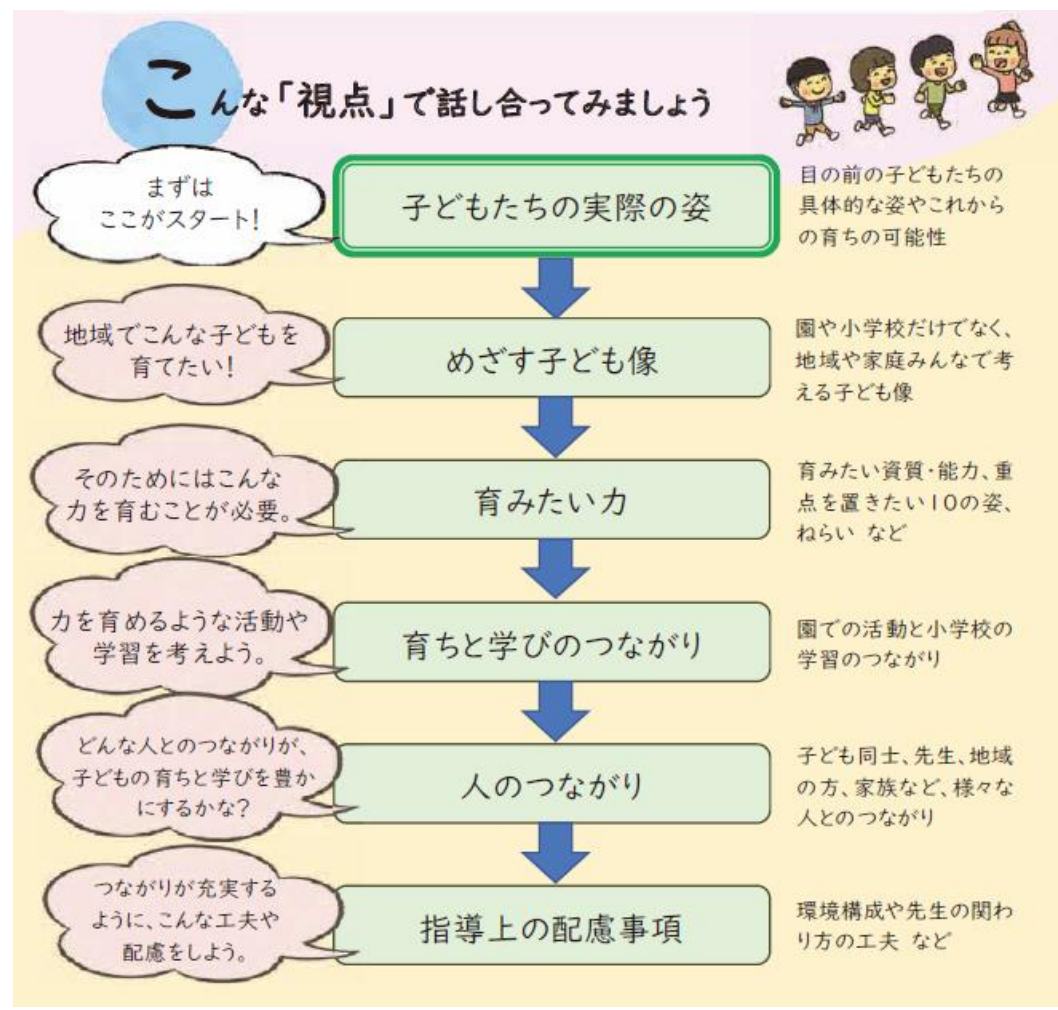 こんな「視点」で話し合ってみましょう
まずは
ここがスタート!
子どもたちの実際の姿
目の前の子どもたちの
具体的な姿やこれから
の育ちの可能性
地域でこんな子どもを
育てたい!
めざす子ども像
園や小学校だけでなく、
地域や家庭みんなで考
える子ども像
そのためにはこんな
力を育むことが必要。
育みたい力
育みたい資質・能力、重
点を置きたい10の姿、
ねらい など
力を育めるような活動や
学習を考えよう。
育ちと学びのつながり
園での活動と小学校の
学習のつながり
どんな人とのつながりが、
子どもの育ちと学びを豊か
にするかな?
人のつながり
子ども同士、先生、地域
の方、家族など、様々な
人とのつながり
つながりが充実する
ように、こんな工夫や
配慮をしよう。
指導上の配慮事項
環境構成や先生の関わ
り方の工夫 など